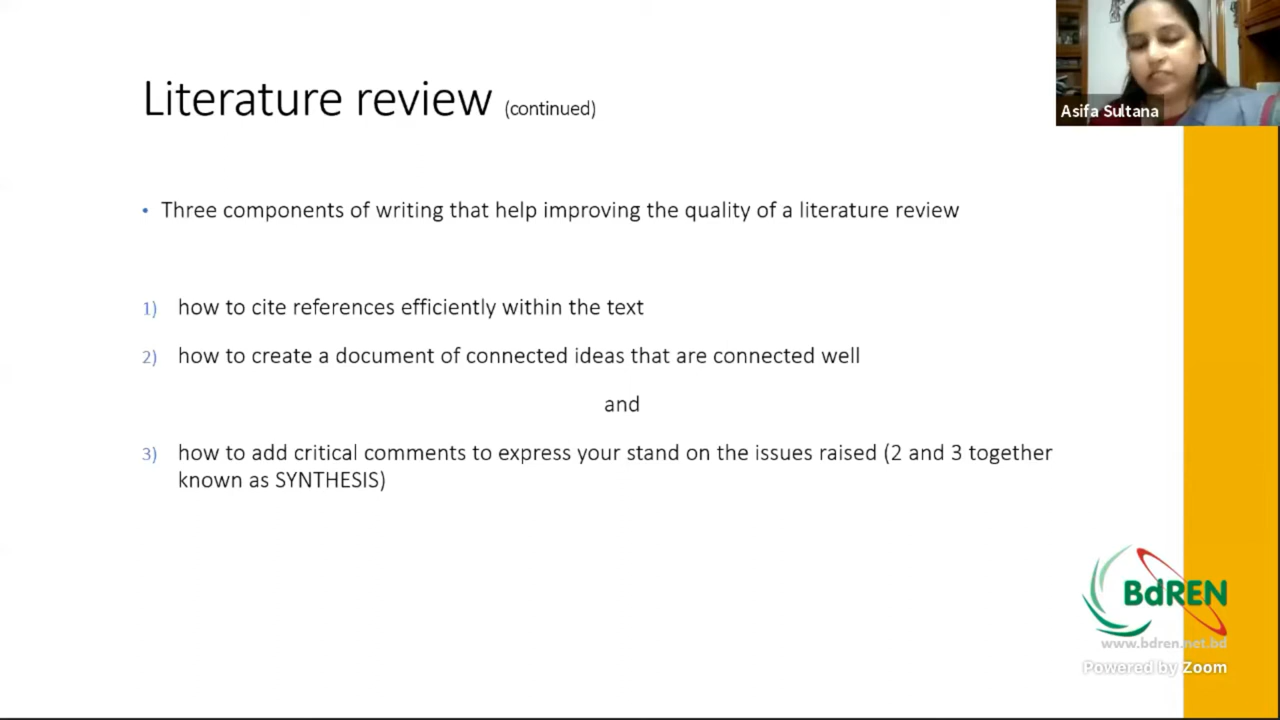 Literature review (continued)
Asifa Sultana
• Three components of writing that help improving the quality of a literature review
1) how to cite references efficiently within the text
2) how to create a document of connected ideas that are connected well
and
3) how to add critical comments to express your stand on the issues raised (2 and 3 together
known as SYNTHESIS)
BdREN
www.bdren.net.bd
Powered by Zoom